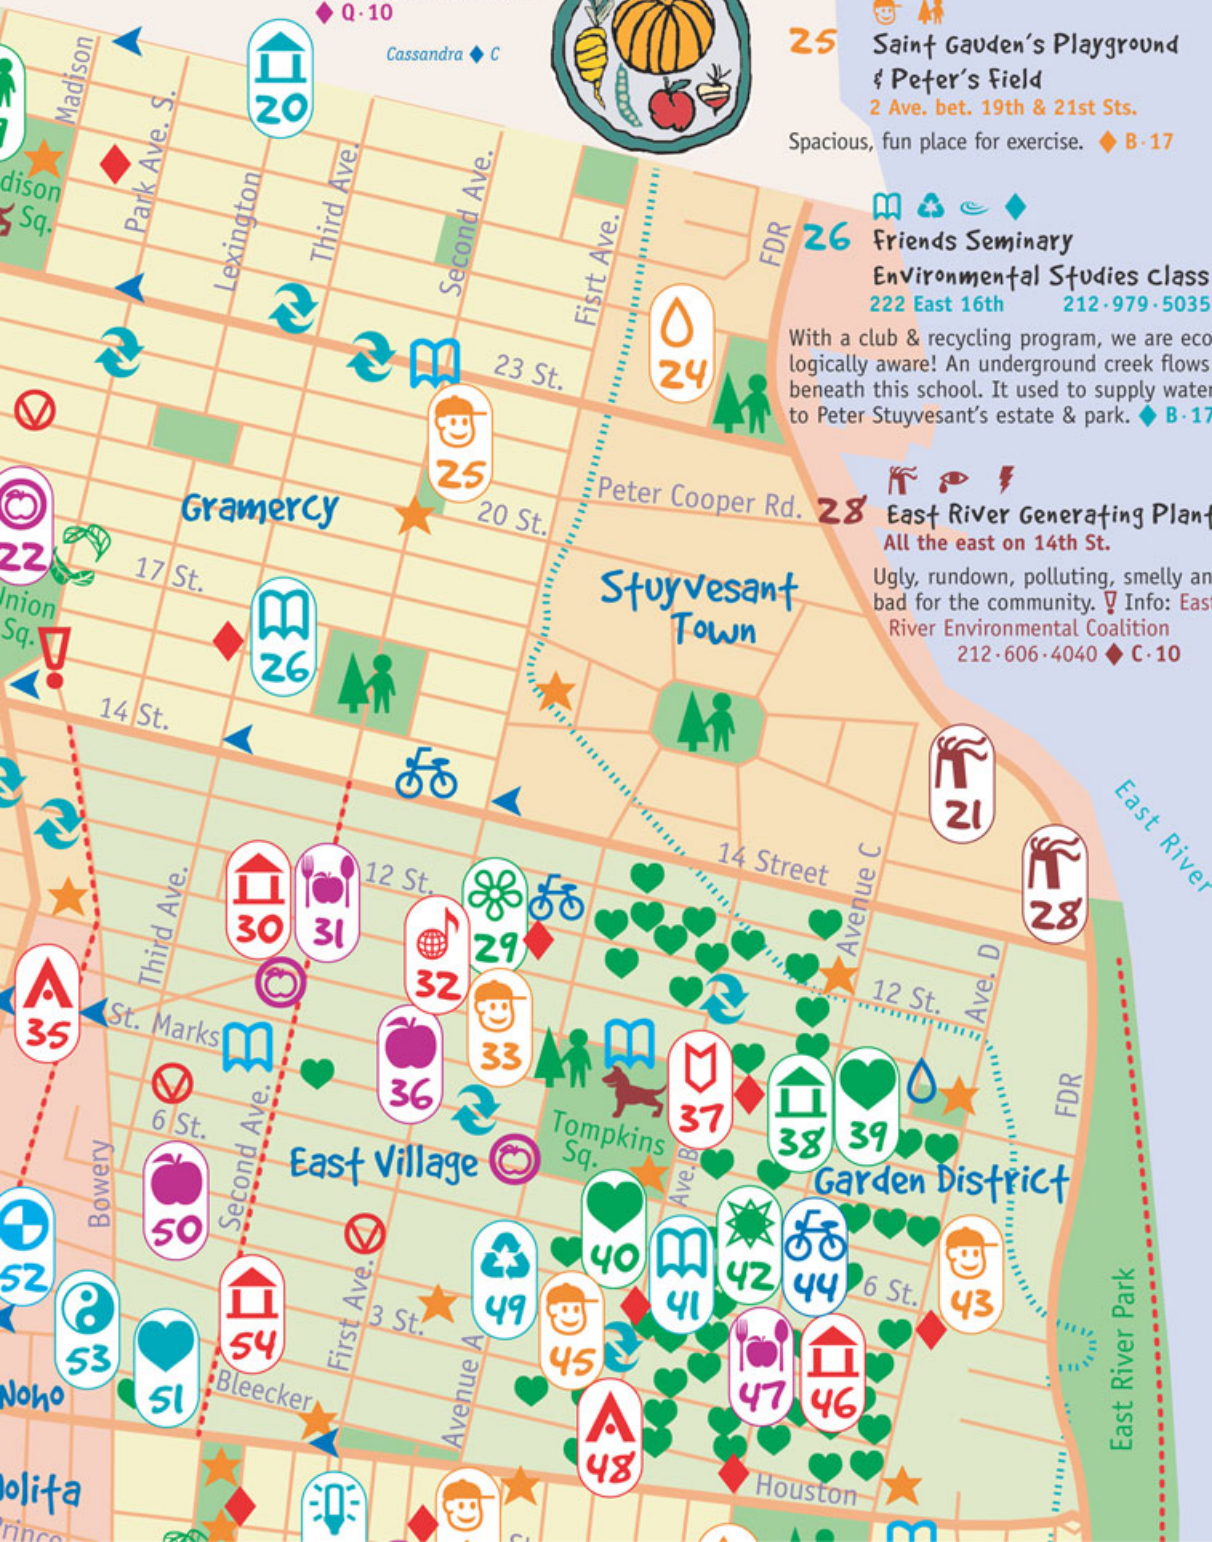 Q·10
Cassandra ◆ C
25
Saint Gauden's Playground
& Peter's Field
2 Ave. bet. 19th & 21st Sts.
Spacious, fun place for exercise. ◆ B·17
26
Friends Seminary
Environmental Studies Class
222 East 16th 212·979·5035
With a club & recycling program, we are eco
logically aware! An underground creek flows
beneath this school. It used to supply water
to Peter Stuyvesant's estate & park. ◆ B·17
28
East River Generating Plant
All the east on 14th St.
Ugly, rundown, polluting, smelly an
bad for the community. Info: East
River Environmental Coalition
212·606·4040 ◆ C·10
Madison
Park Ave. S.
Lexington
Third Ave.
Second Ave.
Fisrt Ave.
FDR
20
dison
Sq.
23 St.
24
25
Gramercy
20 St.
Peter Cooper Rd.
22
Union
Sq.
17 St.
26
Stuyvesant
Town
14 St.
21
28
East River
14 Street
Avenue C
Third Ave.
30
31
12 St.
32
29
33
35
St. Marks
36
12 St.
Ave. D
FDR
37
38
39
6 St.
Tompkins
Sq.
East Village
Ave. B
Garden District
Bowery
50
Second Ave.
40
41
42
44
6 St.
43
52
53
51
54
First Ave.
3 St.
49
45
47
46
48
Noho
Bleecker
Avenue A
East River Park
Houston
Nolita
Prince